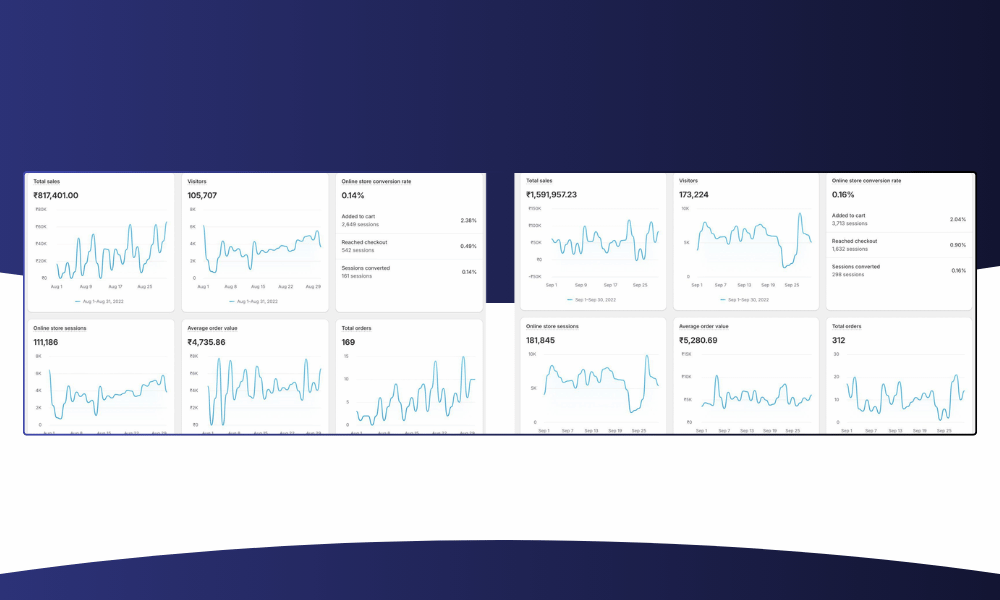 Total sales
₹817,401.00
₹80K
₹60K
₹40K
₹20K
₹0
Aug 1 Aug 9 Aug 17 Aug 25
Aug 1–Aug 31, 2022
Visitors
105,707
8K
6K
4K
2K
0
Aug 1 Aug 8 Aug 15 Aug 22 Aug 29
Aug 1–Aug 31, 2022
Online store conversion rate
0.14%
Added to cart
2,649 sessions
2.38%
Reached checkout
542 sessions
0.49%
Sessions converted
161 sessions
0.14%
Online store sessions
111,186
8K
6K
4K
2K
0
Average order value
₹4,735.86
₹8K
₹6K
₹4K
₹2K
₹0
Total orders
169
15
10
5
0
Total sales
₹1,591,957.23
₹150K
₹100K
₹50K
₹0
-₹50K
Sep 1 Sep 9 Sep 17 Sep 25
Sep 1–Sep 30, 2022
Visitors
173,224
10K
5K
0
Sep 1 Sep 7 Sep 13 Sep 19 Sep 25
Sep 1–Sep 30, 2022
Online store conversion rate
0.16%
Added to cart
3,713 sessions
2.04%
Reached checkout
1,632 sessions
0.90%
Sessions converted
298 sessions
0.16%
Online store sessions
181,845
10K
5K
0
Sep 1 Sep 7 Sep 13 Sep 19 Sep 25
Average order value
₹5,280.69
₹10K
₹5K
₹0
Sep 1 Sep 7 Sep 13 Sep 19 Sep 25
Total orders
312
30
20
10
0
Sep 1 Sep 7 Sep 13 Sep 19 Sep 25